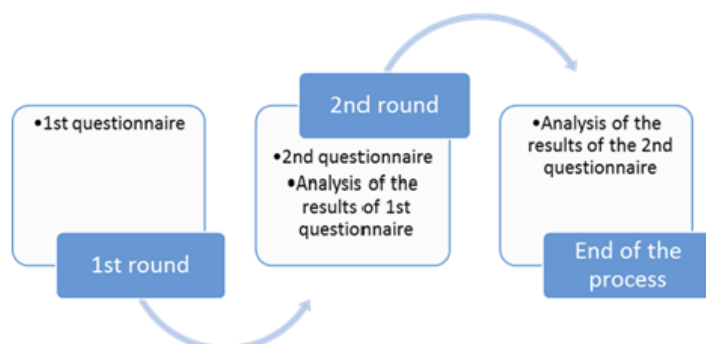 •1st questionnaire
1st round
2nd round
•2nd questionnaire
•Analysis of the
results of 1st
questionnaire
•Analysis of the
results of the 2nd
questionnaire
End of the
process